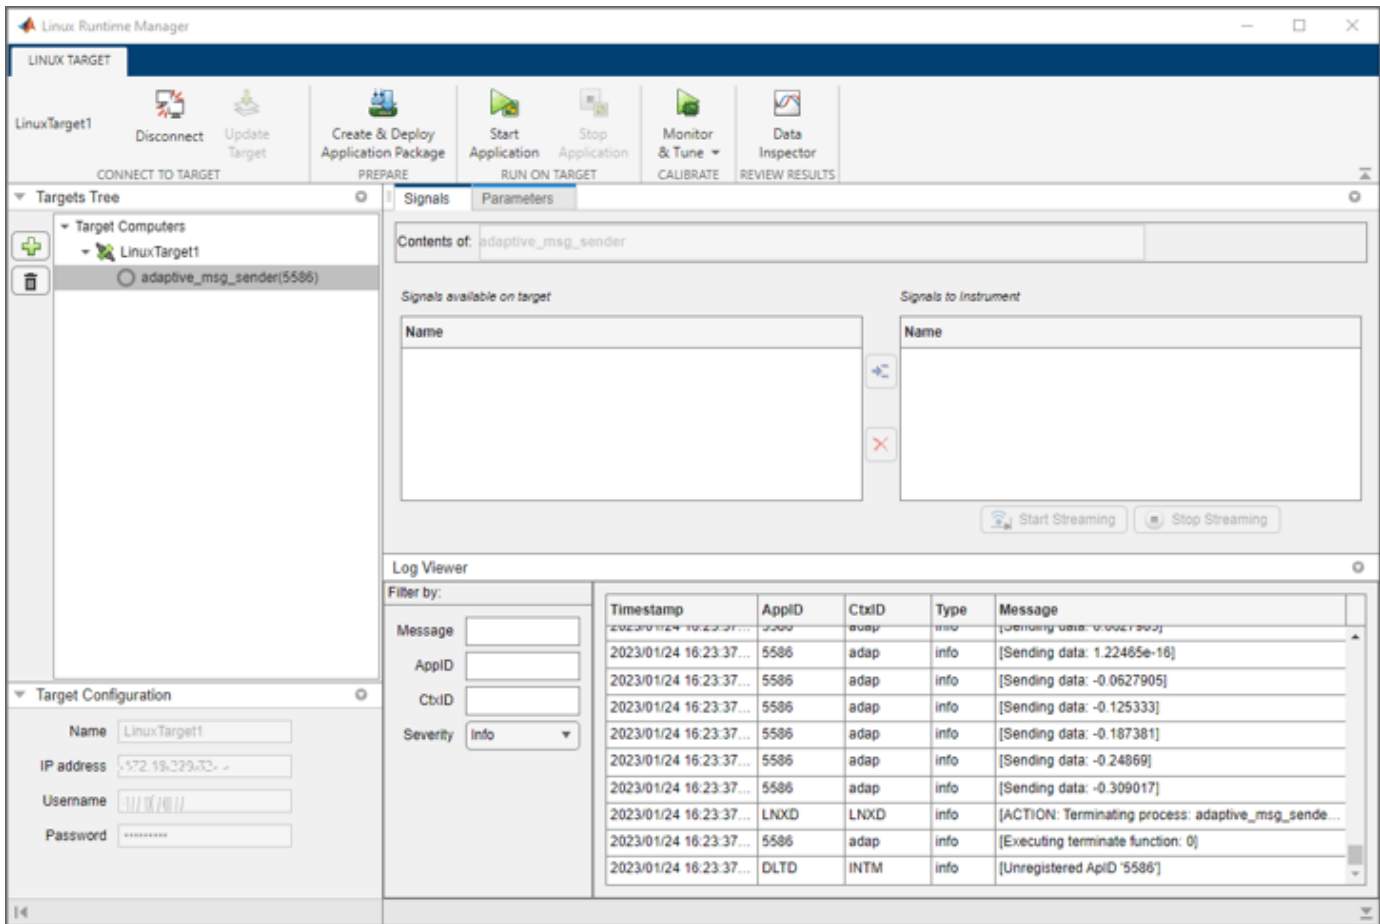 Linux Runtime Manager
LINUX TARGET
LinuxTarget1
Disconnect
Update Target
Create & Deploy Application Package
Start Application
Stop Application
Monitor & Tune
Data Inspector
CONNECT TO TARGET
PREPARE
RUN ON TARGET
CALIBRATE
REVIEW RESULTS
Targets Tree
Target Computers
LinuxTarget1
adaptive_msg_sender(5586)
Signals
Parameters
Contents of: adaptive_msg_sender
Signals available on target
Signals to Instrument
Name
Name
Start Streaming
Stop Streaming
Target Configuration
Name LinuxTarget1
IP address
Username
Password
Log Viewer
Filter by:
Message
AppID
CtxID
Severity Info
Timestamp AppID CtxID Type Message
2023/01/24 16:23:37... 5586 adap info [Sending data: 1.22465e-16]
2023/01/24 16:23:37... 5586 adap info [Sending data: -0.0627905]
2023/01/24 16:23:37... 5586 adap info [Sending data: -0.125333]
2023/01/24 16:23:37... 5586 adap info [Sending data: -0.187381]
2023/01/24 16:23:37... 5586 adap info [Sending data: -0.24869]
2023/01/24 16:23:37... 5586 adap info [Sending data: -0.309017]
2023/01/24 16:23:37... LNXD LNXD info [ACTION: Terminating process: adaptive_msg_sende...
2023/01/24 16:23:37... 5586 adap info [Executing terminate function: 0]
2023/01/24 16:23:37... DLTD INTM info [Unregistered ApID '5586']